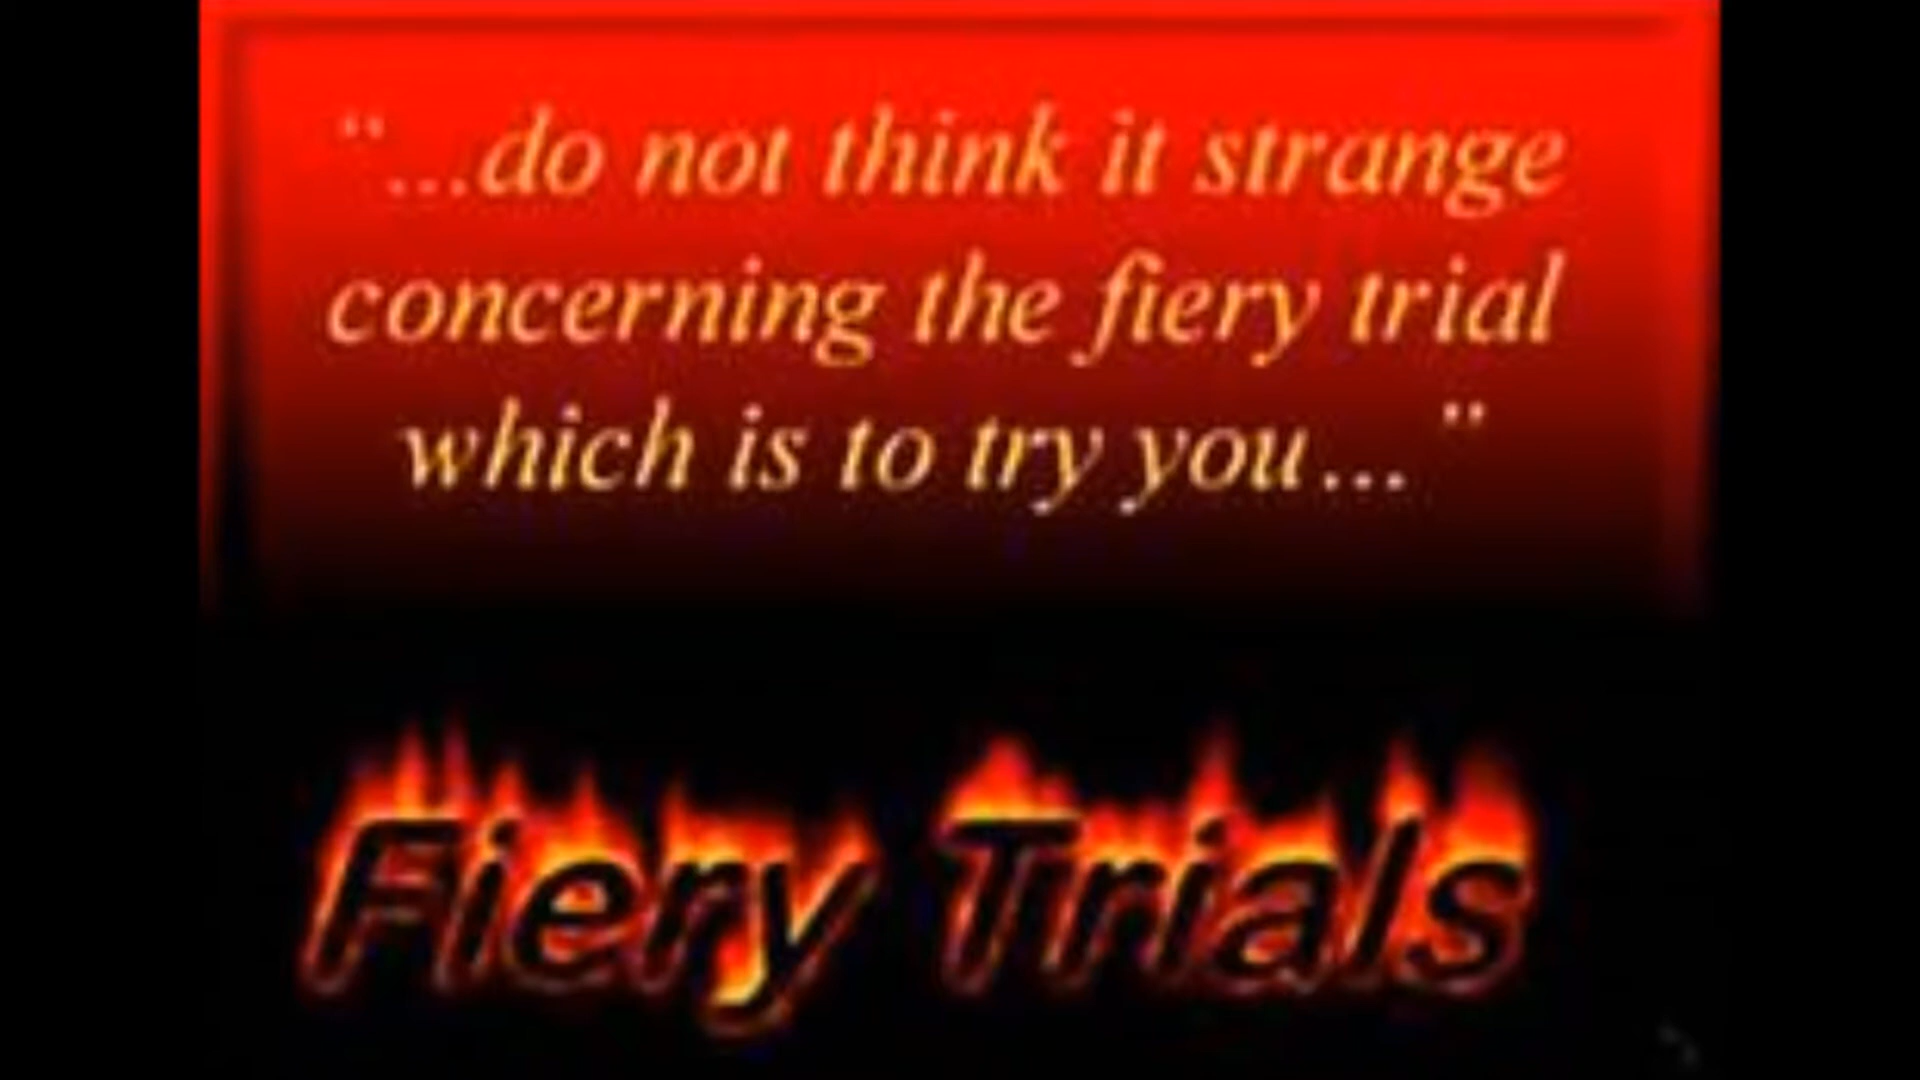 "...do not think it strange
concerning the fiery trial
which is to try you..."
Fiery Trials